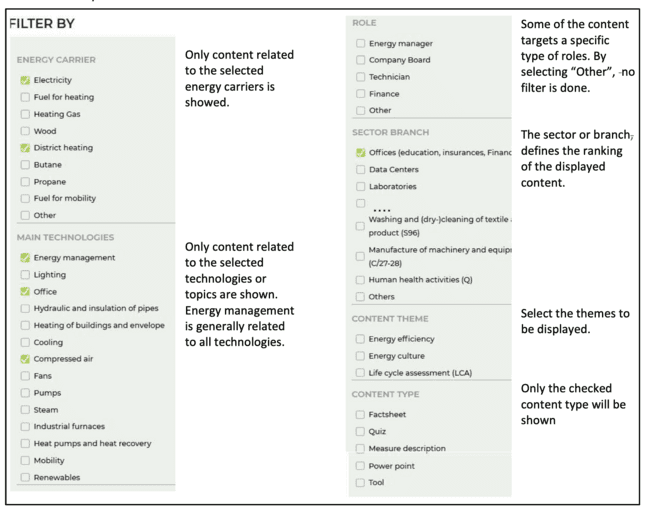 FILTER BY
ENERGY CARRIER
Electricity
Fuel for heating
Heating Gas
Wood
District heating
Butane
Propane
Fuel for mobility
Other
Only content related
to the selected
energy carriers is
showed.
MAIN TECHNOLOGIES
Energy management
Lighting
Office
Hydraulic and insulation of pipes
Heating of buildings and envelope
Cooling
Compressed air
Fans
Pumps
Steam
Industrial furnaces
Heat pumps and heat recovery
Mobility
Renewables
Only content related
to the selected
technologies or
topics are shown.
Energy management
is generally related
to all technologies.
ROLE
Energy manager
Company Board
Technician
Finance
Other
Some of the content
targets a specific
type of roles. By
selecting “Other”, -no
filter is done.
SECTOR BRANCH
Offices (education, insurances, Financ
Data Centers
Laboratories
....
Washing and (dry-)cleaning of textile
product (S96)
Manufacture of machinery and equip
(C/27-28)
Human health activities (Q)
Others
The sector or branch,
defines the ranking
of the displayed
content.
CONTENT THEME
Energy efficiency
Energy culture
Life cycle assessment (LCA)
Select the themes to
be displayed.
CONTENT TYPE
Factsheet
Quiz
Measure description
Power point
Tool
Only the checked
content type will be
shown